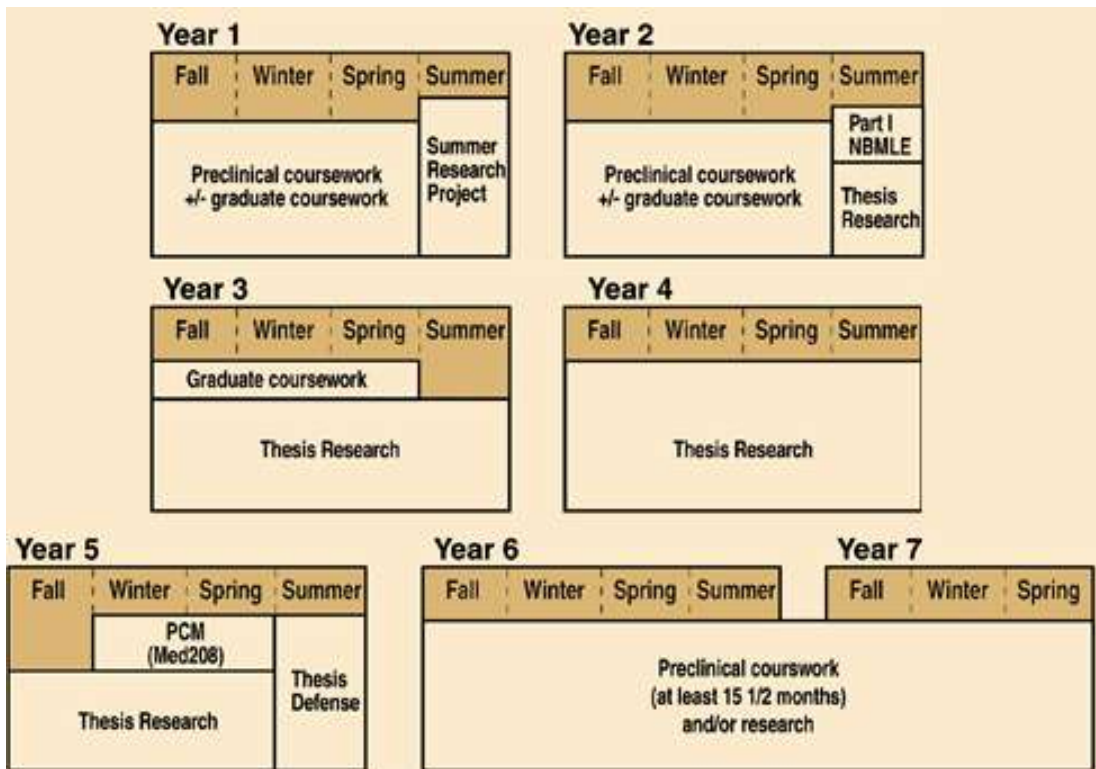 Year 1
Fall Winter Spring Summer
Preclinical coursework
+/- graduate coursework
Summer
Research
Project
Year 2
Fall Winter Spring Summer
Preclinical coursework
+/- graduate coursework
Part I
NBMLE
Thesis
Research
Year 3
Fall Winter Spring Summer
Graduate coursework
Thesis Research
Year 4
Fall Winter Spring Summer
Thesis Research
Year 5
Fall Winter Spring Summer
PCM
(Med208)
Thesis Research
Thesis
Defense
Year 6
Fall Winter Spring Summer
Year 7
Fall Winter Spring
Preclinical courswork
(at least 15 1/2 months)
and/or research